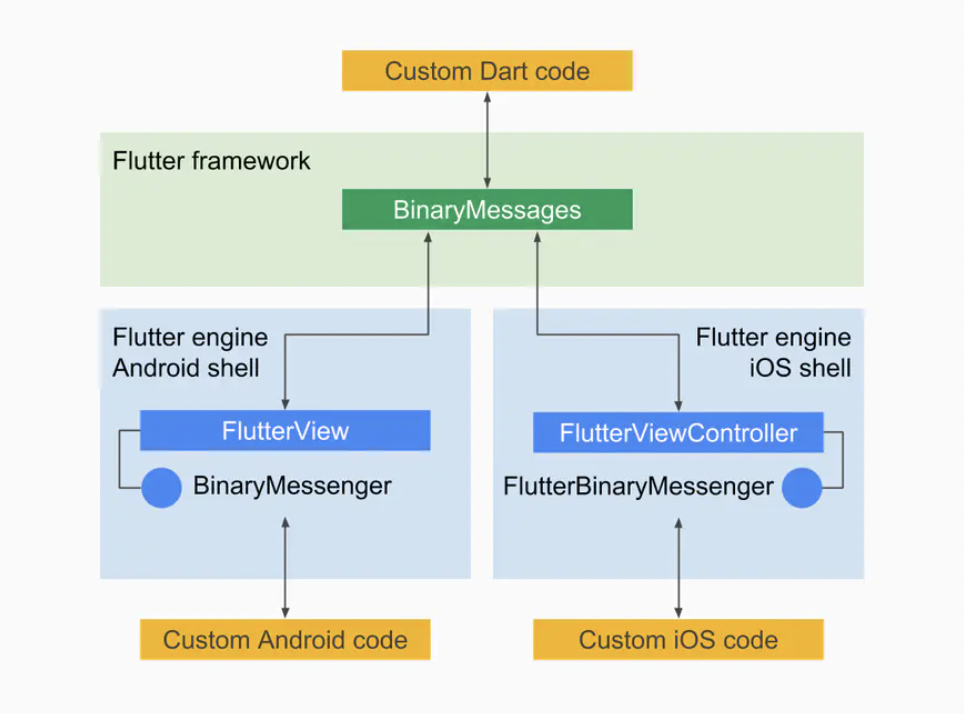 Custom Dart code
Flutter framework
BinaryMessages
Flutter engine
Android shell
FlutterView
BinaryMessenger
Flutter engine
iOS shell
FlutterViewController
FlutterBinaryMessenger
Custom Android code
Custom iOS code